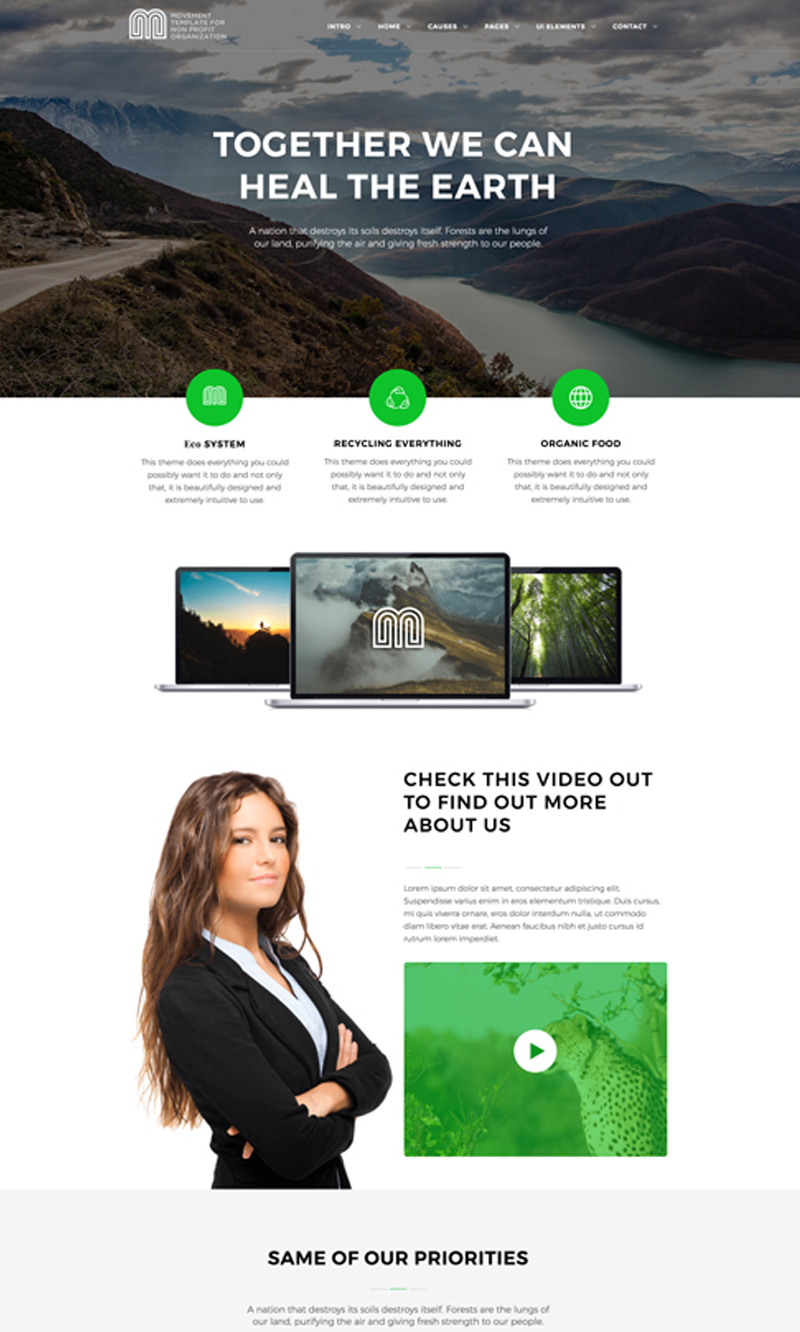 MOVEMENT
TEMPLATE FOR
NON PROFIT
ORGANIZATION
INTRO HOME CAUSES PAGES UI ELEMENTS CONTACT
TOGETHER WE CAN
HEAL THE EARTH
A nation that destroys its soils destroys itself. Forests are the lungs of
our land, purifying the air and giving fresh strength to our people.
Eco SYSTEM
This theme does everything you could
possibly want it to do and not only
that, it is beautifully designed and
extremely intuitive to use.
RECYCLING EVERYTHING
This theme does everything you could
possibly want it to do and not only
that, it is beautifully designed and
extremely intuitive to use.
ORGANIC FOOD
This theme does everything you could
possibly want it to do and not only
that, it is beautifully designed and
extremely intuitive to use.
CHECK THIS VIDEO OUT
TO FIND OUT MORE
ABOUT US
Lorem ipsum dolor sit amet, consectetur adipiscing elit.
Suspendisse varius enim in eros elementum tristique. Duis cursus,
mi quis viverra ornare, eros dolor interdum nulla, ut commodo
diam libero vitae erat. Aenean faucibus nibh et justo cursus id
rutrum lorem imperdiet.
SAME OF OUR PRIORITIES
A nation that destroys its soils destroys itself. Forests are the lungs of
our land, purifying the air and giving fresh strength to our people.